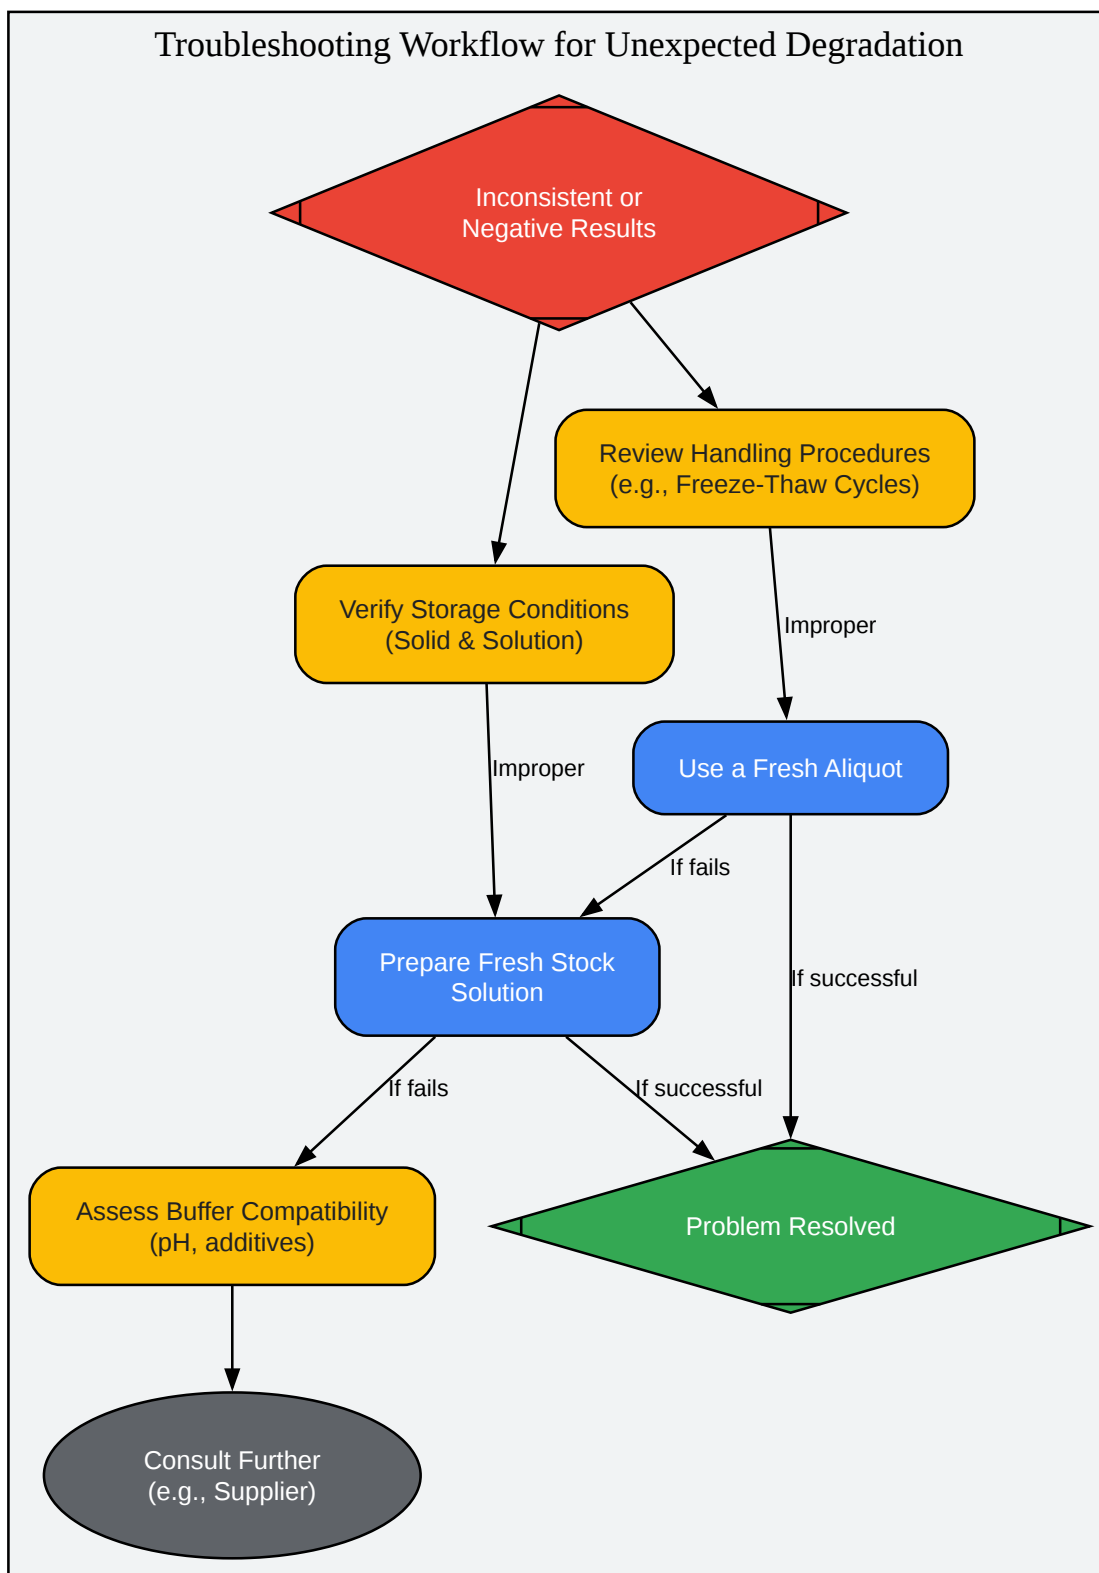 Troubleshooting Workflow for Unexpected Degradation
Inconsistent or
Negative Results
Review Handling Procedures
(e.g., Freeze-Thaw Cycles)
Verify Storage Conditions
(Solid & Solution)
Improper
Use a Fresh Aliquot
Improper
If fails
Prepare Fresh Stock
Solution
If successful
If fails
If successful
Assess Buffer Compatibility
(pH, additives)
Problem Resolved
Consult Further
(e.g., Supplier)